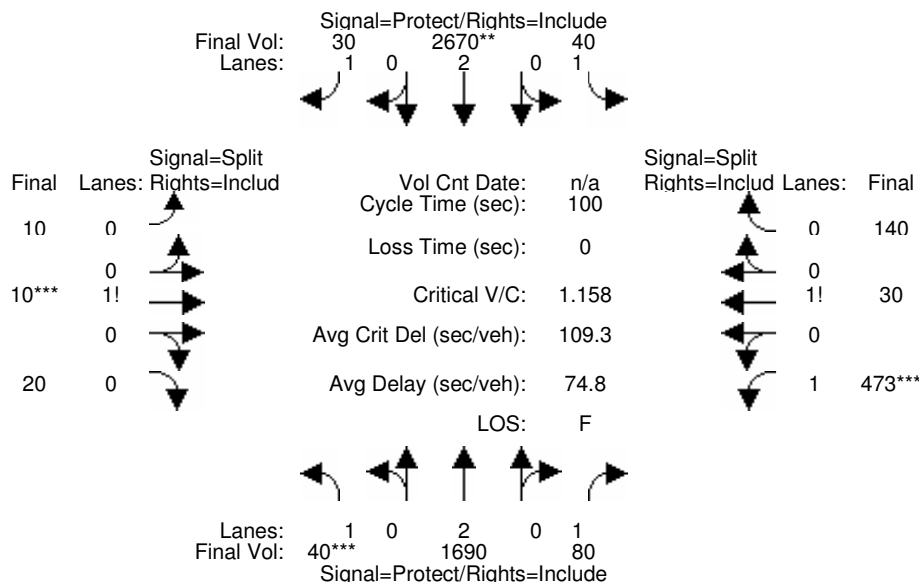 Signal=Protect/Rights=Include
Final Vol: 30 2670** 40
Lanes: 1 0 2 0 1
Signal=Split Signal=Split
Final Lanes: Rights=Includ Vol Cnt Date: n/a Rights=Includ Lanes: Final
Cycle Time (sec): 100
10 0 0 140
Loss Time (sec): 0
0 0
10*** 1! Critical V/C: 1.158 1! 30
0 Avg Crit Del (sec/veh): 109.3 0
20 0 Avg Delay (sec/veh): 74.8 1 473***
LOS: F
Lanes: 1 0 2 0 1
Final Vol: 40*** 1690 80
Signal=Protect/Rights=Include